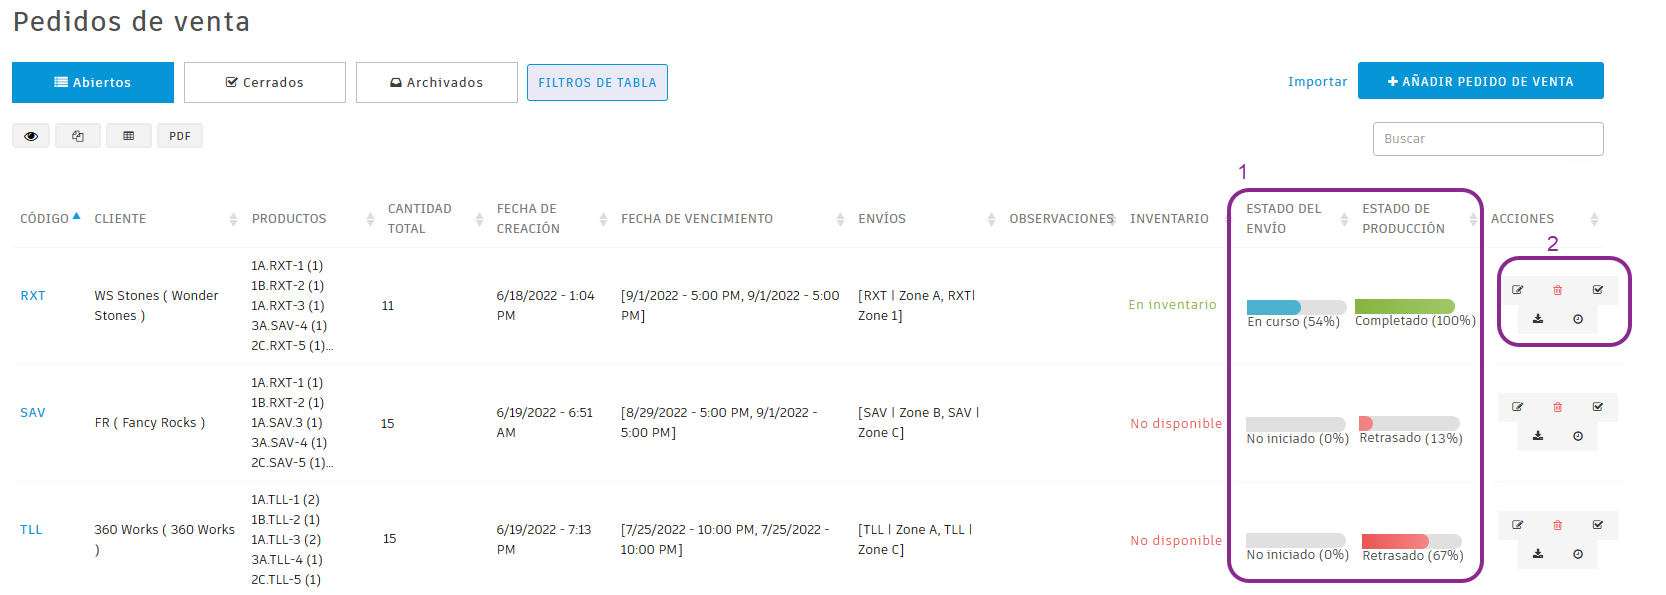 Pedidos de venta
Abiertos
Cerrados
Archivados
FILTROS DE TABLA
Importar
AÑADIR PEDIDO DE VENTA
PDF
Buscar
1
CÓDIGO
CLIENTE
PRODUCTOS
CANTIDAD
TOTAL
FECHA DE
CREACIÓN
FECHA DE VENCIMIENTO
ENVÍOS
OBSERVACIONES
INVENTARIO
ESTADO DEL
ENVÍO
ESTADO DE
PRODUCCIÓN
ACCIONES
2
RXT
WS Stones ( Wonder
Stones )
1A.RXT-1 (1)
1B.RXT-2 (1)
1A.RXT-3 (1)
3A.SAV-4 (1)
2C.RXT-5 (1)...
11
6/18/2022 - 1:04
PM
[9/1/2022 - 5:00 PM, 9/1/2022 - 5:00
PM]
[RXT | Zone A, RXT|
Zone 1]
En inventario
En curso (54%)
Completado (100%)
SAV
FR ( Fancy Rocks )
1A.RXT-1 (1)
1B.RXT-2 (1)
1A.SAV.3 (1)
3A.SAV-4 (1)
2C.SAV-5 (1)...
15
6/19/2022 - 6:51
AM
[8/29/2022 - 5:00 PM, 9/1/2022 -
5:00 PM]
[SAV | Zone B, SAV |
Zone C]
No disponible
No iniciado (0%)
Retrasado (13%)
TLL
360 Works ( 360 Works
)
1A.TLL-1 (2)
1B.TLL-2 (1)
1A.TLL-3 (2)
3A.TLL-4 (1)
2C.TLL-5 (1)
15
6/19/2022 - 7:13
PM
[7/25/2022 - 10:00 PM, 7/25/2022 -
10:00 PM]
[TLL | Zone A, TLL |
Zone C]
No disponible
No iniciado (0%)
Retrasado (67%)